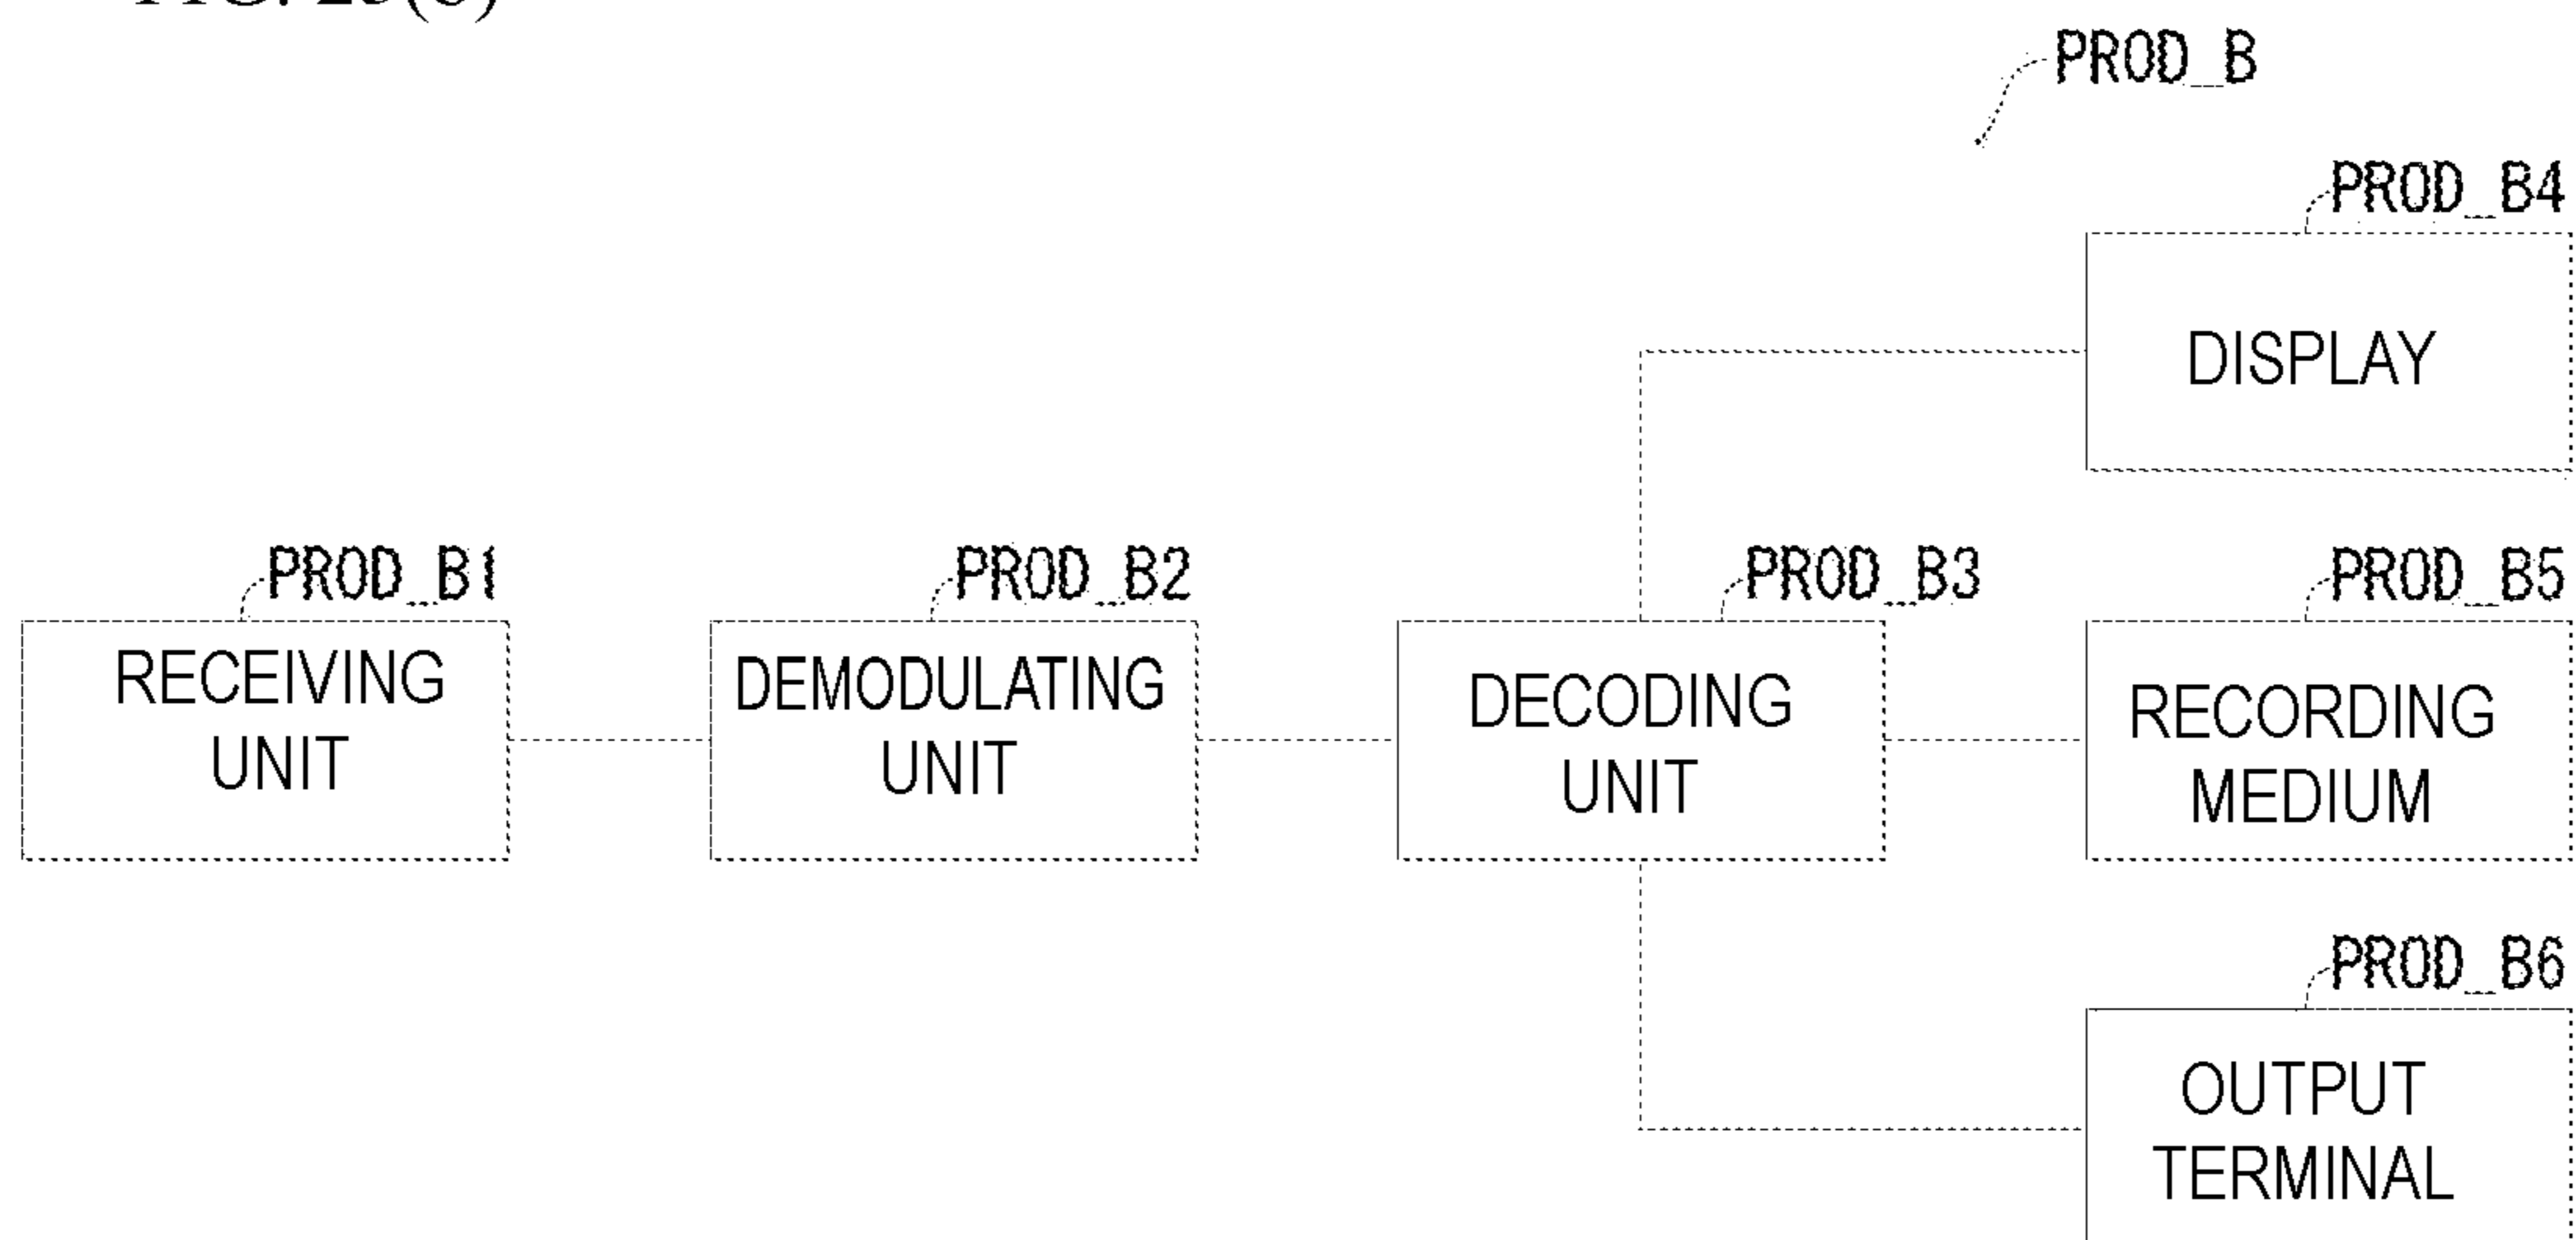 PROD_B
PROD_B4
DISPLAY
PROD_B1
PROD_B2
PROD_B3
PROD_B5
RECEIVING
UNIT
DEMODULATING
UNIT
DECODING
UNIT
RECORDING
MEDIUM
PROD_B6
OUTPUT
TERMINAL